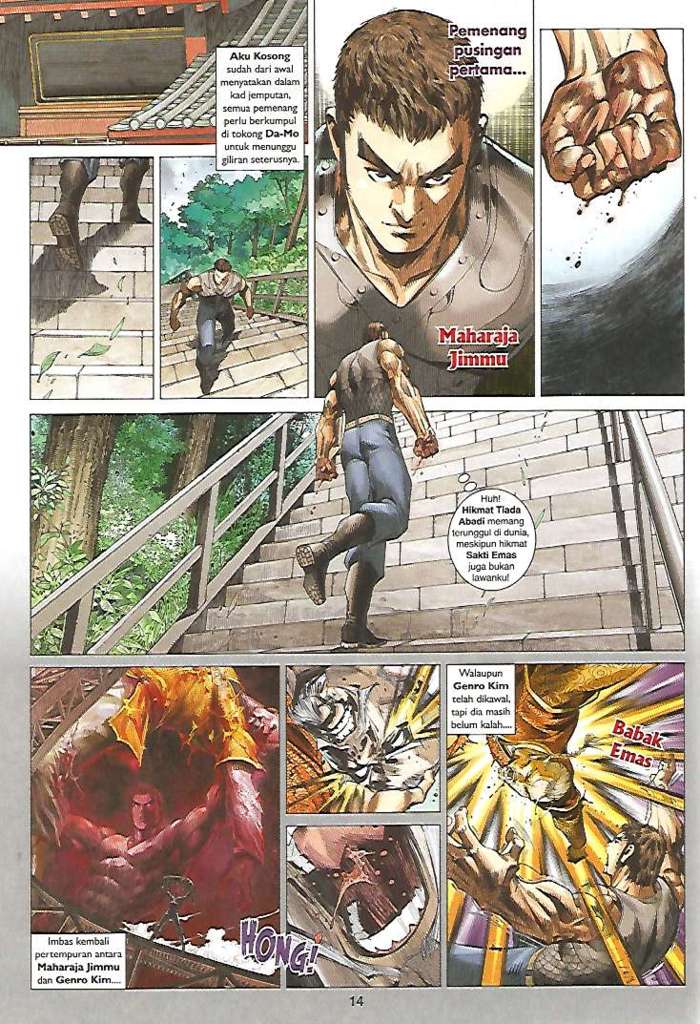 Aku Kosong
sudah dari awal
menyatakan dalam
kad jemputan,
semua pemenang
perlu berkumpul
di tokong Da-Mo
untuk menunggu
giliran seterusnya.
Pemenang
pusingan
pertama...
Maharaja
Jimmu
Huh!
Hikmat Tiada
Abadi memang
terunggul di dunia,
meskipun hikmat
Sakti Emas
juga bukan
lawanku!
Imbas kembali
pertempuran antara
Maharaja Jimmu
dan Genro Kim....
HONG!
Walaupun
Genro Kim
telah dikawal,
tapi dia masih
belum kalah....
Babak
Emas
14